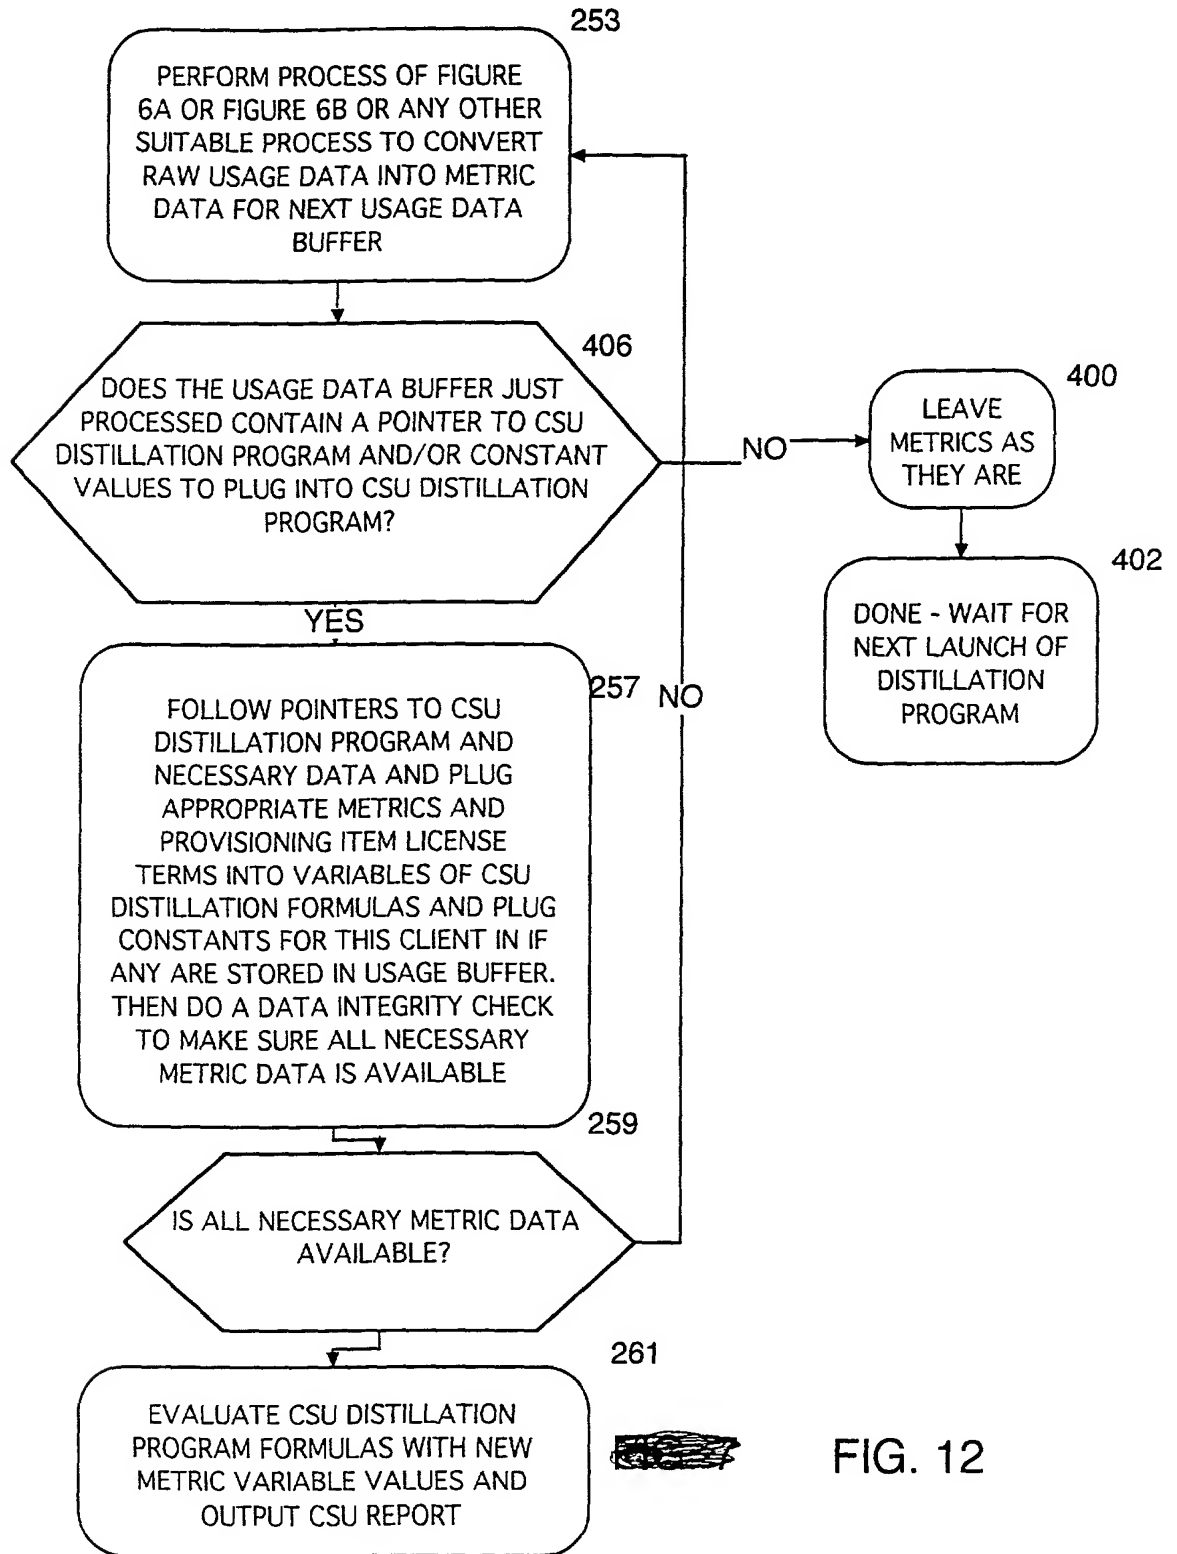 253
PERFORM PROCESS OF FIGURE
6A OR FIGURE 6B OR ANY OTHER
SUITABLE PROCESS TO CONVERT
RAW USAGE DATA INTO METRIC
DATA FOR NEXT USAGE DATA
BUFFER
406
DOES THE USAGE DATA BUFFER JUST
PROCESSED CONTAIN A POINTER TO CSU
DISTILLATION PROGRAM AND/OR CONSTANT
VALUES TO PLUG INTO CSU DISTILLATION
PROGRAM?
NO
400
LEAVE
METRICS AS
THEY ARE
402
DONE - WAIT FOR
NEXT LAUNCH OF
DISTILLATION
PROGRAM
YES
257
NO
FOLLOW POINTERS TO CSU
DISTILLATION PROGRAM AND
NECESSARY DATA AND PLUG
APPROPRIATE METRICS AND
PROVISIONING ITEM LICENSE
TERMS INTO VARIABLES OF CSU
DISTILLATION FORMULAS AND PLUG
CONSTANTS FOR THIS CLIENT IN IF
ANY ARE STORED IN USAGE BUFFER.
THEN DO A DATA INTEGRITY CHECK
TO MAKE SURE ALL NECESSARY
METRIC DATA IS AVAILABLE
259
IS ALL NECESSARY METRIC DATA
AVAILABLE?
261
EVALUATE CSU DISTILLATION
PROGRAM FORMULAS WITH NEW
METRIC VARIABLE VALUES AND
OUTPUT CSU REPORT
FIG. 12